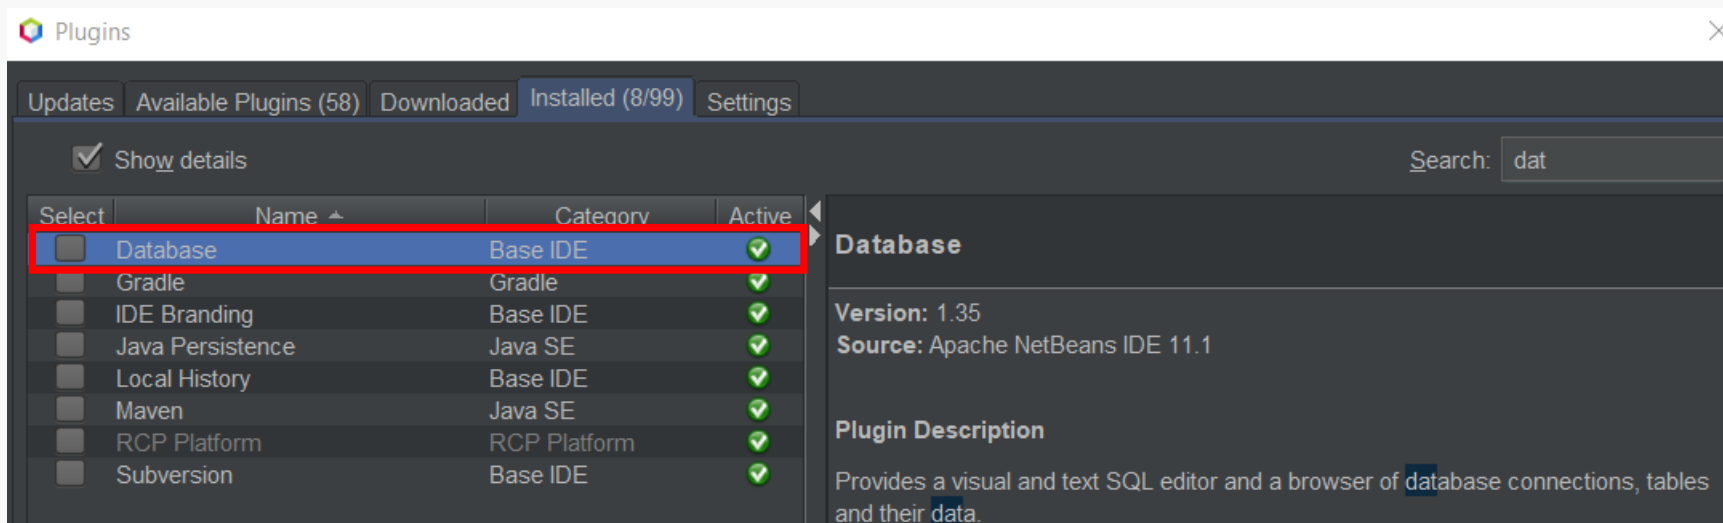 Plugins
Updates Available Plugins (58) Downloaded Installed (8/99) Settings
Show details Search: dat
Select Name Category Active
Database Base IDE
Gradle Gradle
IDE Branding Base IDE
Java Persistence Java SE
Local History Base IDE
Maven Java SE
RCP Platform RCP Platform
Subversion Base IDE
Database
Version: 1.35
Source: Apache NetBeans IDE 11.1
Plugin Description
Provides a visual and text SQL editor and a browser of database connections, tables
and their data.